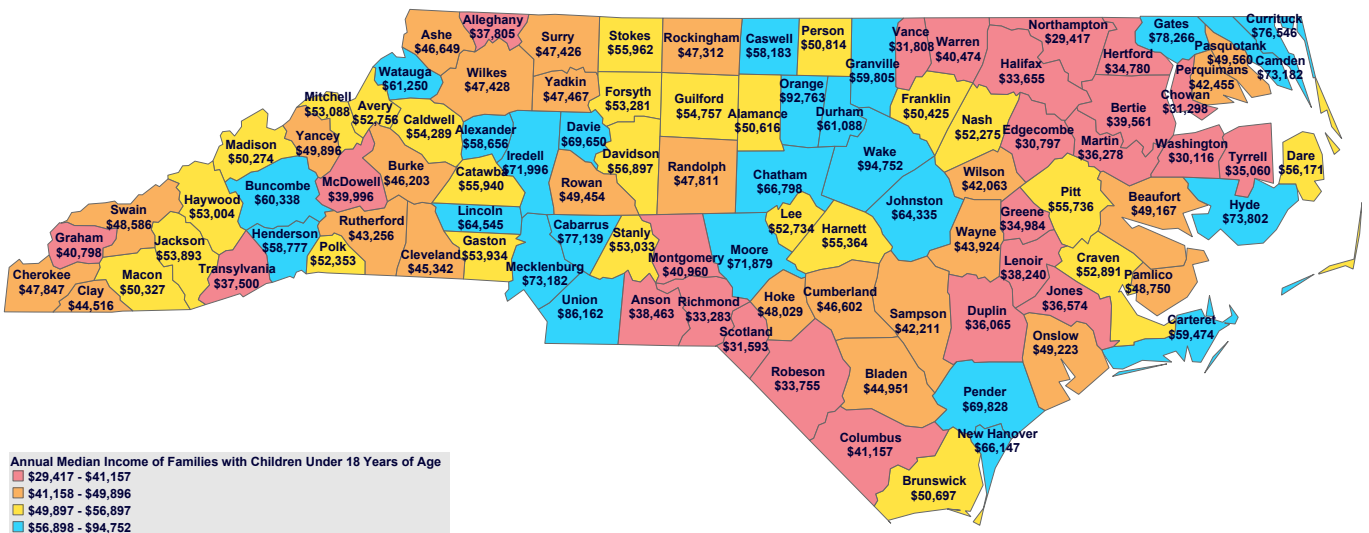 Alleghany
$37,805
Ashe
$46,649
Surry
$47,426
Stokes
$55,962
Rockingham
$47,312
Caswell
$58,183
Person
$50,814
Granville
$59,805
Vance
$31,808
Warren
$40,474
Northampton
$29,417
Halifax
$33,655
Hertford
$34,780
Gates
$78,266
Currituck
$76,546
Pasquotank
$49,560
Camden
$73,182
Perquimans
$42,455
Chowan
$31,298
Bertie
$39,561
Watauga
$61,250
Wilkes
$47,428
Yadkin
$47,467
Forsyth
$53,281
Guilford
$54,757
Alamance
$50,616
Orange
$92,763
Durham
$61,088
Franklin
$50,425
Nash
$52,275
Edgecombe
$30,797
Martin
$36,278
Washington
$30,116
Tyrrell
$35,060
Dare
$56,171
Mitchell
$53,088
Avery
$52,756
Caldwell
$54,289
Alexander
$58,656
Iredell
$71,996
Davie
$69,650
Davidson
$56,897
Randolph
$47,811
Chatham
$66,798
Wake
$94,752
Wilson
$42,063
Pitt
$55,736
Beaufort
$49,167
Hyde
$73,802
Madison
$50,274
Yancey
$49,896
McDowell
$39,996
Burke
$46,203
Catawba
$55,940
Rowan
$49,454
Johnston
$64,335
Greene
$34,984
Buncombe
$60,338
Haywood
$53,004
Swain
$48,586
Graham
$40,798
Jackson
$53,893
Henderson
$58,777
Rutherford
$43,256
Polk
$52,353
Cleveland
$45,342
Lincoln
$64,545
Gaston
$53,934
Mecklenburg
$73,182
Cabarrus
$77,139
Stanly
$53,033
Montgomery
$40,960
Moore
$71,879
Lee
$52,734
Harnett
$55,364
Wayne
$43,924
Lenoir
$38,240
Craven
$52,891
Pamlico
$48,750
Jones
$36,574
Cherokee
$47,847
Clay
$44,516
Macon
$50,327
Transylvania
$37,500
Union
$86,162
Anson
$38,463
Richmond
$33,283
Scotland
$31,593
Hoke
$48,029
Cumberland
$46,602
Sampson
$42,211
Duplin
$36,065
Onslow
$49,223
Carteret
$59,474
Robeson
$33,755
Bladen
$44,951
Pender
$69,828
New Hanover
$66,147
Columbus
$41,157
Brunswick
$50,697
Annual Median Income of Families with Children Under 18 Years of Age
$29,417 - $41,157
$41,158 - $49,896
$49,897 - $56,897
$56,898 - $94,752